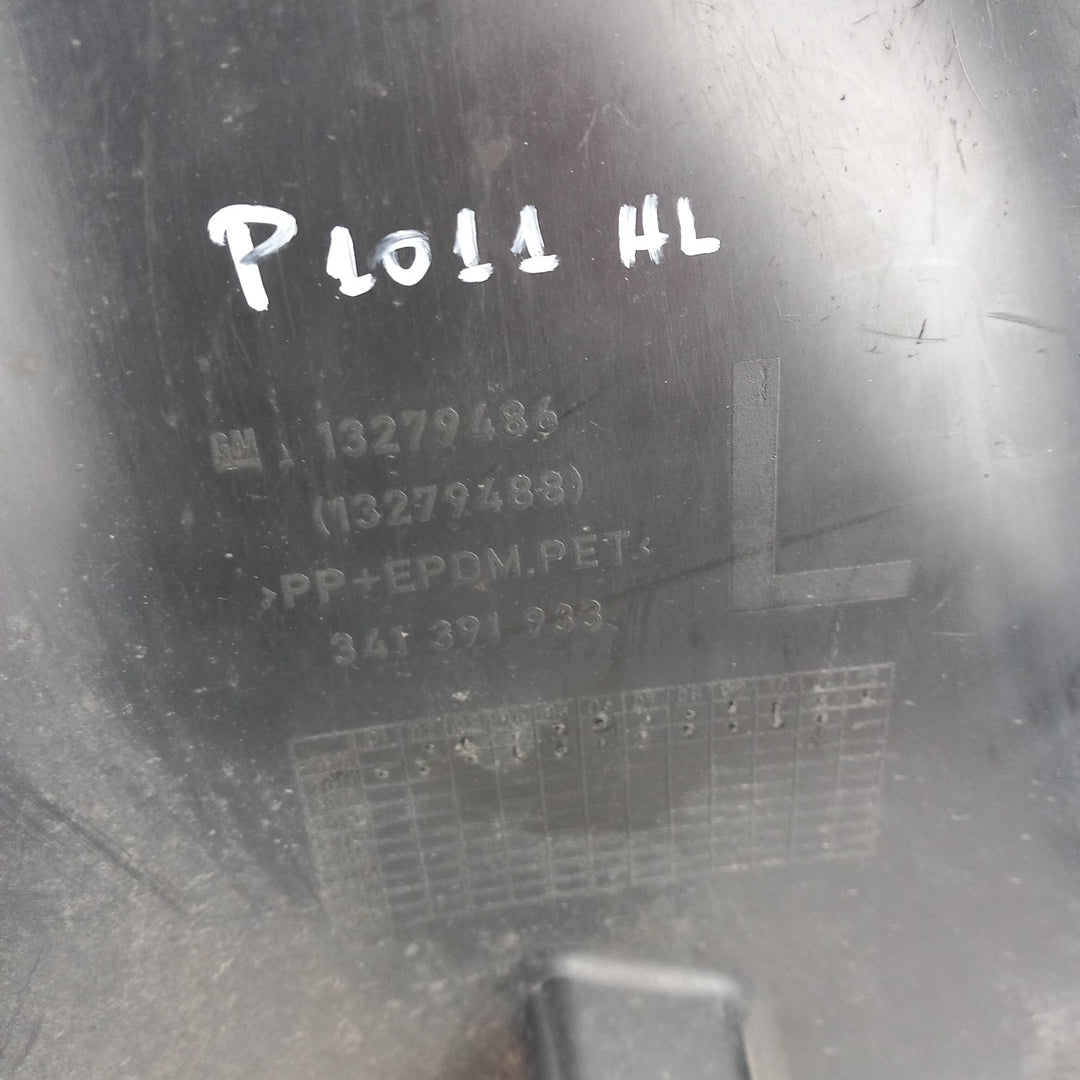 P1011 HL
GM 13279486
(13279488)
>PP+EPDM.PET<
341 391 933
L